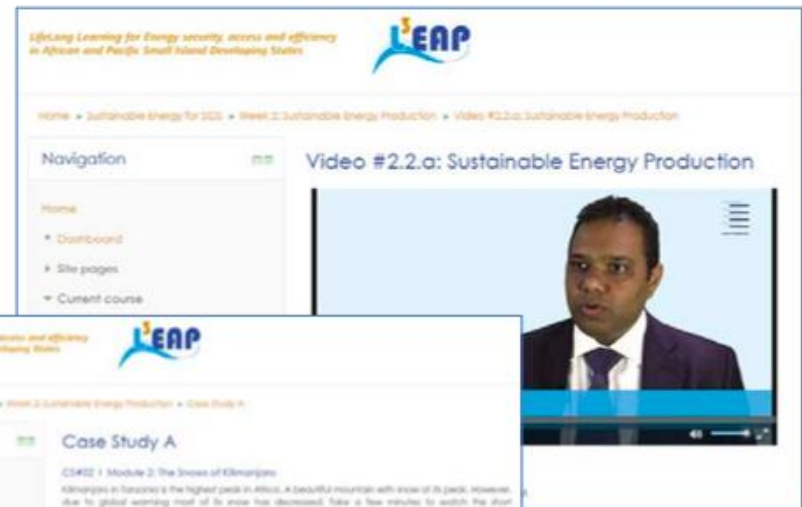 LifeLong Learning for Energy security, access and efficiency
in African and Pacific Small Island Developing States
L³EAP
Home ▸ Sustainable Energy for SIDS ▸ Week 2: Sustainable Energy Production ▸ Video #2.2.a: Sustainable Energy Production
Navigation
Video #2.2.a: Sustainable Energy Production
Home
Dashboard
Site pages
Current course
access and efficiency
Developing States
L³EAP
Week 2: Sustainable Energy Production ▸ Case Study A
Case Study A
CS#02 | Module 2: The Snows of Kilimanjaro
Kilimanjaro in Tanzania is the highest peak in Africa. A beautiful mountain with snow at its peak. However,
due to global warming most of its snow has decreased. Take a few minutes to watch the short